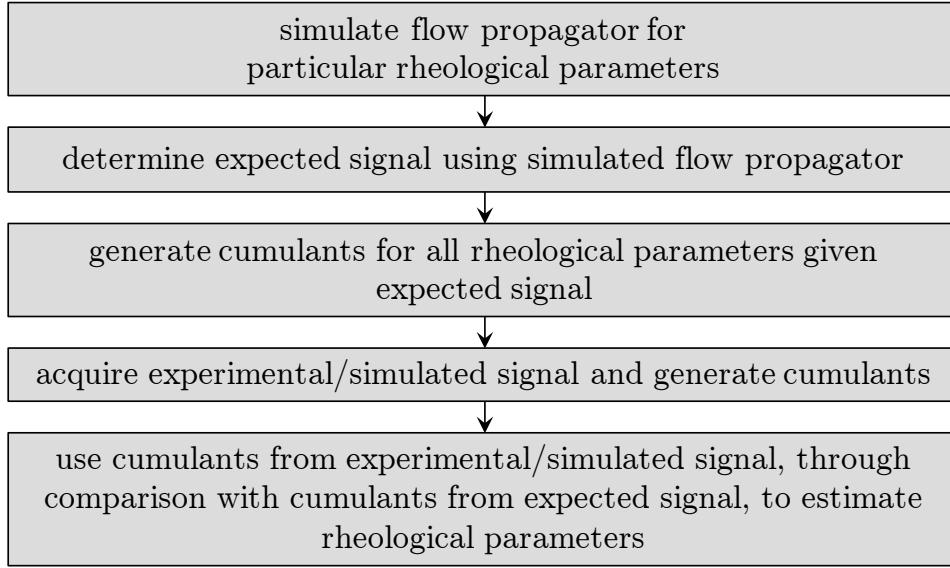 simulate flow propagator for
particular rheological parameters
determine expected signal using simulated flow propagator
generate cumulants for all rheological parameters given
expected signal
acquire experimental/simulated signal and generate cumulants
use cumulants from experimental/simulated signal, through
comparison with cumulants from expected signal, to estimate
rheological parameters